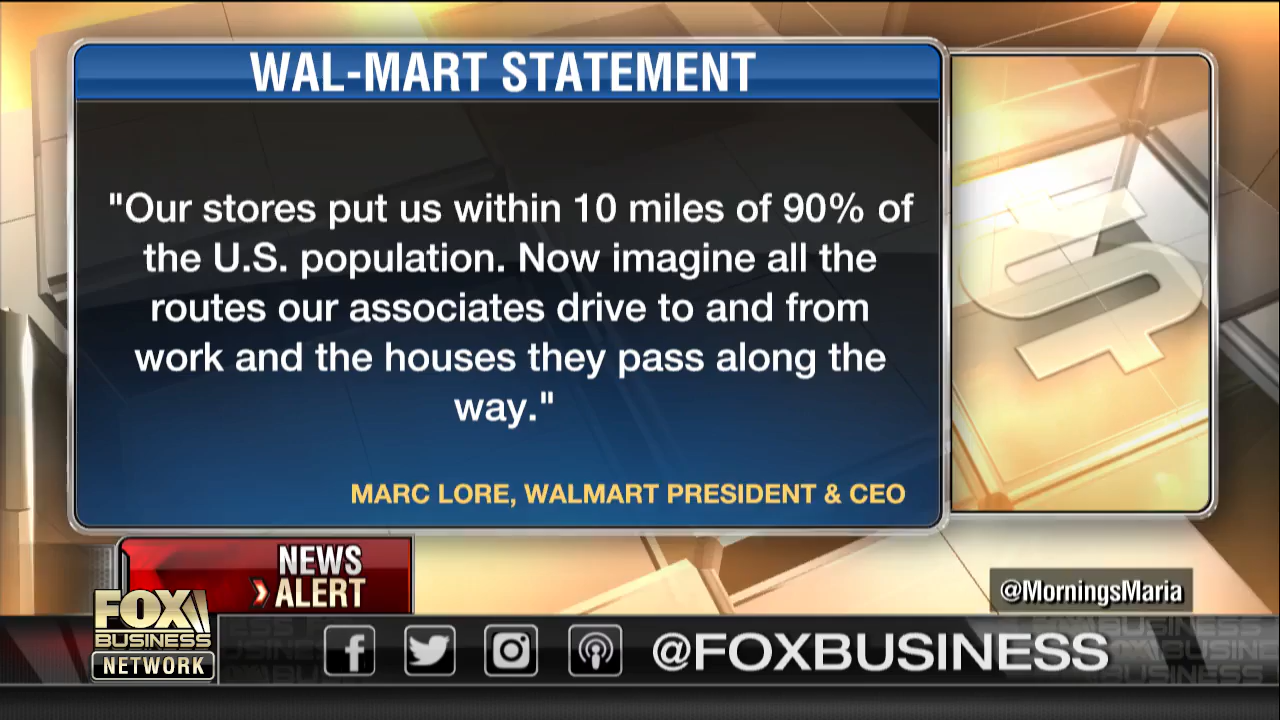 WAL-MART STATEMENT
"Our stores put us within 10 miles of 90% of
the U.S. population. Now imagine all the
routes our associates drive to and from
work and the houses they pass along the
way."
MARC LORE, WALMART PRESIDENT & CEO
NEWS
ALERT
@MorningsMaria
FOX
BUSINESS
NETWORK
@FOXBUSINESS